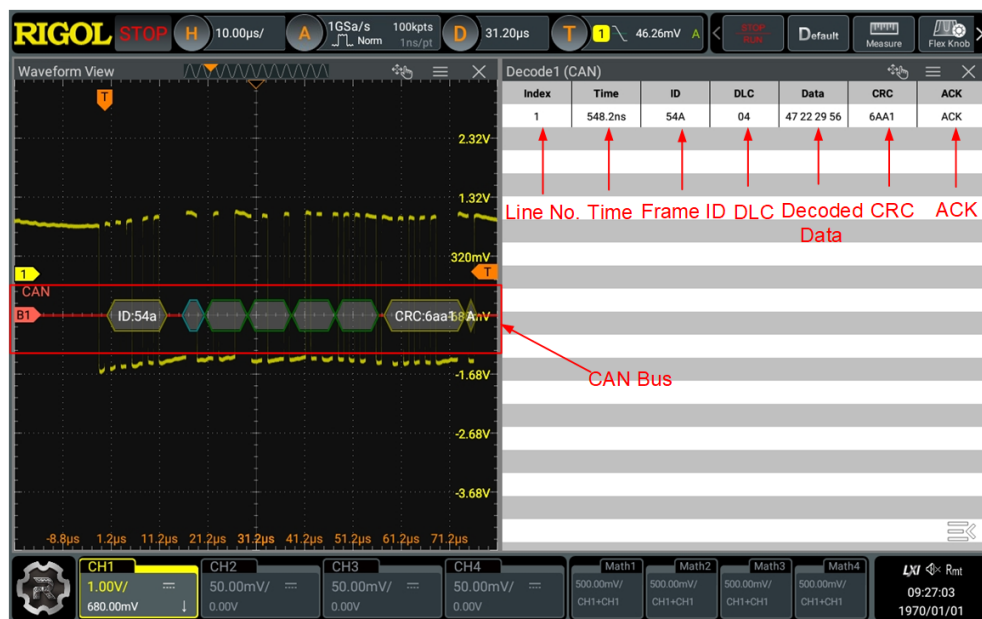 RIGOL STOP H 10.00µs/ A 1GSa/s 100kpts D 31.20µs T 1 46.26mV A STOP Default Measure Flex Knob
Norm 1ns/pt RUN
Waveform View
T
2.32V
1.32V
320mV
1
T
CAN
B1
ID:54a
CRC:6aa1
A
-1.68V
-2.68V
-3.68V
-8.8µs 1.2µs 11.2µs 21.2µs 31.2µs 41.2µs 51.2µs 61.2µs 71.2µs
Decode1 (CAN)
Index Time ID DLC Data CRC ACK
1 548.2ns 54A 04 47 22 29 56 6AA1 ACK
Line No. Time Frame ID DLC Decoded CRC ACK
Data
CAN Bus
CH1 CH2 CH3 CH4 Math1 Math2 Math3 Math4
1.00V/ 50.00mV/ 50.00mV/ 50.00mV/ 500.00mV/ 500.00mV/ 500.00mV/ 500.00mV/
680.00mV 0.00V 0.00V 0.00V CH1+CH1 CH1+CH1 CH1+CH1 CH1+CH1
LXI Rmt
09:27:03
1970/01/01